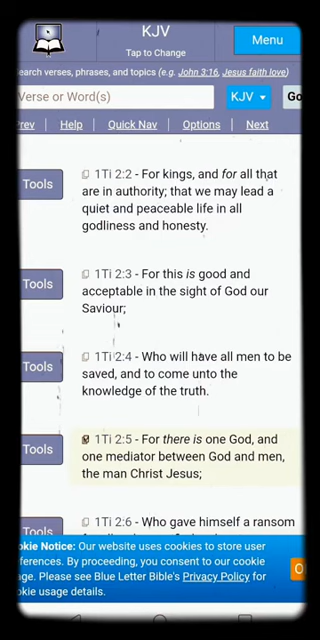 KJV
Tap to Change
Menu
earch verses, phrases, and topics (e.g. John 3:16, Jesus faith love)
Verse or Word(s)
KJV
Go
Prev | Help | Quick Nav | Options | Next
Tools
1Ti 2:2 - For kings, and for all that
are in authority; that we may lead a
quiet and peaceable life in all
godliness and honesty.
Tools
1Ti 2:3 - For this is good and
acceptable in the sight of God our
Saviour;
Tools
1Ti 2:4 - Who will have all men to be
saved, and to come unto the
knowledge of the truth.
Tools
1Ti 2:5 - For there is one God, and
one mediator between God and men,
the man Christ Jesus;
Tools
1Ti 2:6 - Who gave himself a ransom
okie Notice: Our website uses cookies to store user
ferences. By proceeding, you consent to our cookie
age. Please see Blue Letter Bible's Privacy Policy for
okie usage details.